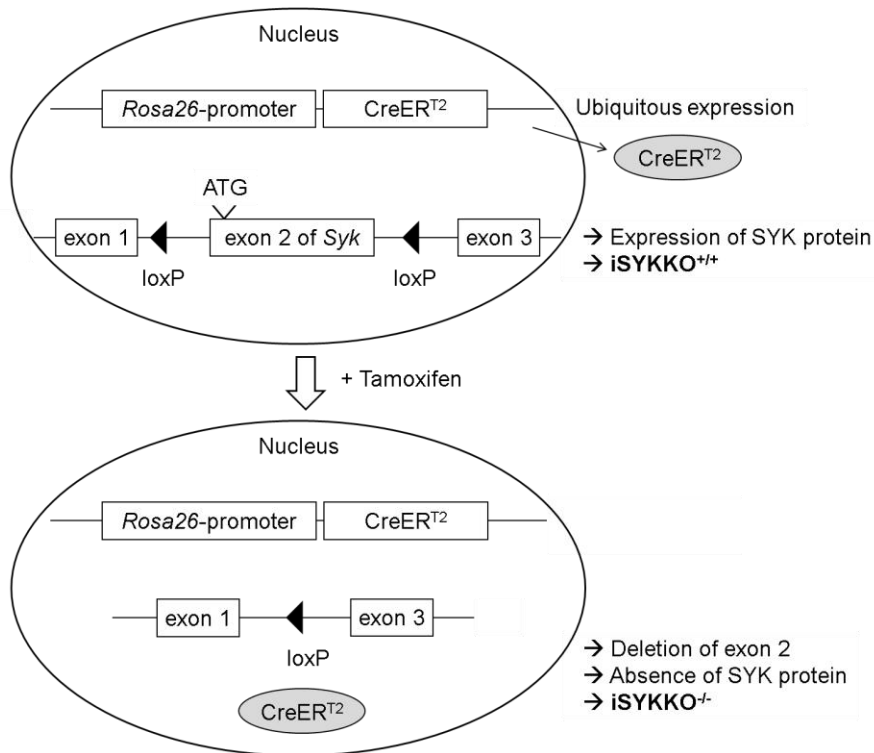 Nucleus
Rosa26-promoter CreER^T2
Ubiquitous expression
CreER^T2
ATG
exon 1 exon 2 of Syk exon 3
loxP loxP
→ Expression of SYK protein
→ iSYKKO^+/+
+ Tamoxifen
Nucleus
Rosa26-promoter CreER^T2
exon 1 exon 3
loxP
CreER^T2
→ Deletion of exon 2
→ Absence of SYK protein
→ iSYKKO^-/-